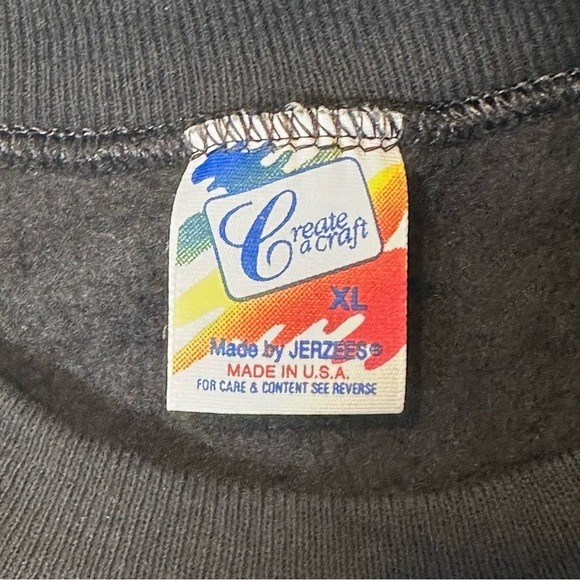 Create
a craft
XL
Made by JERZEES®
MADE IN U.S.A.
FOR CARE & CONTENT SEE REVERSE